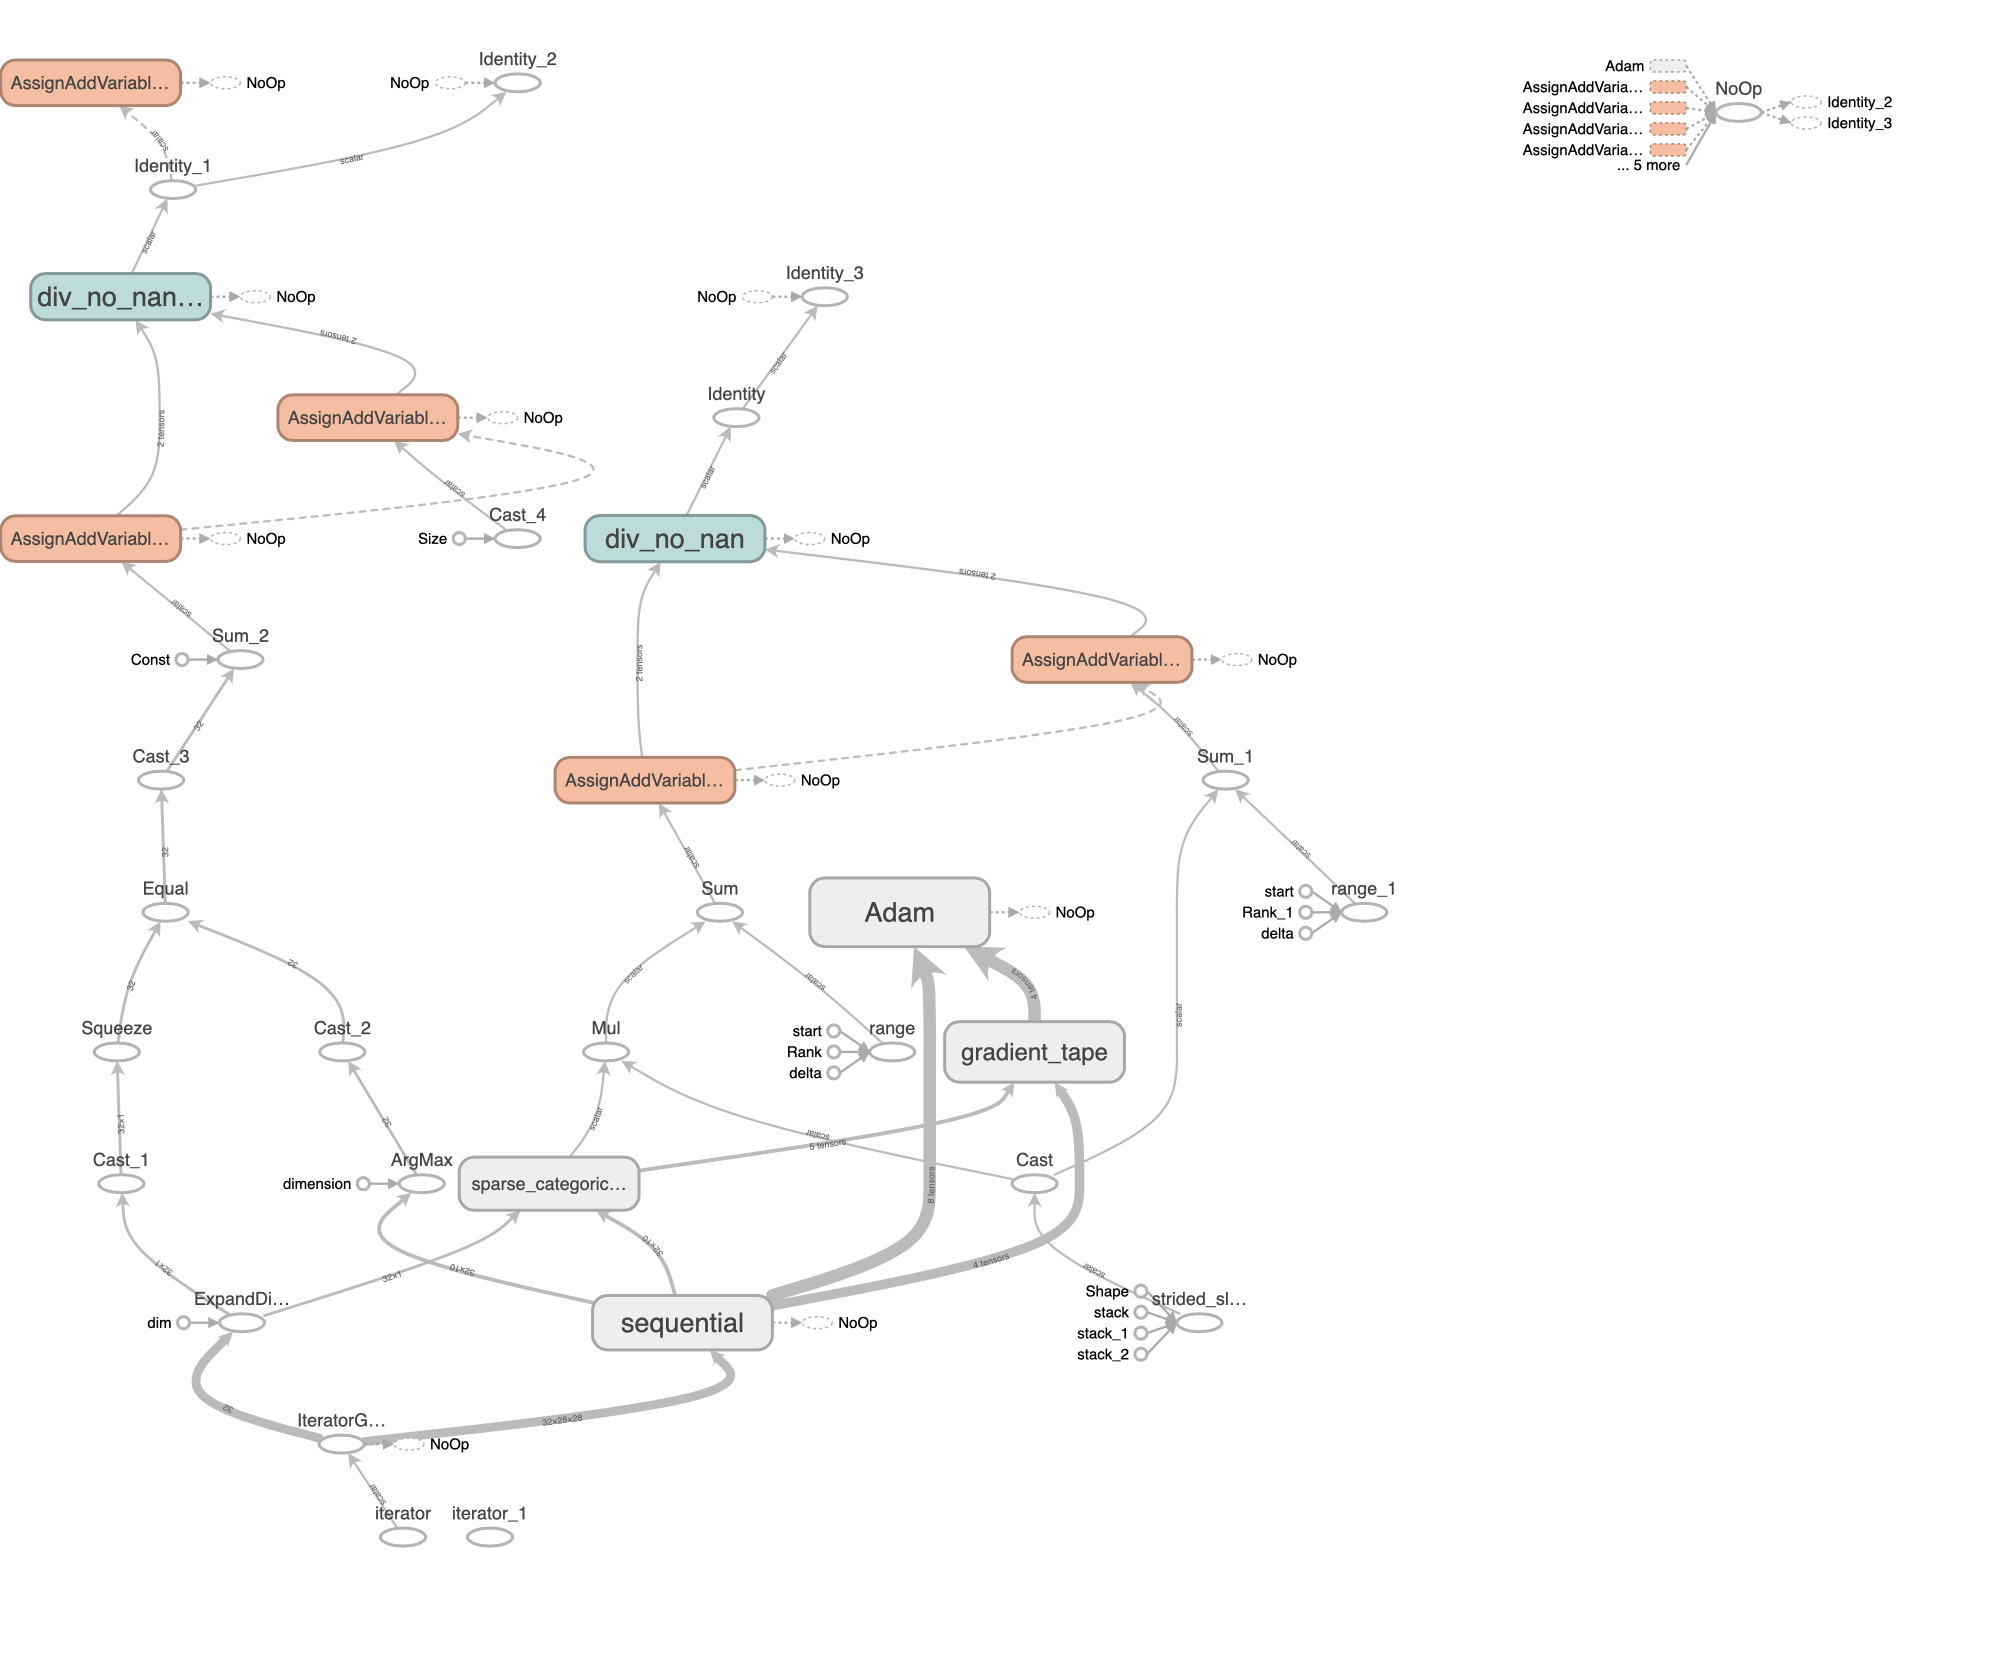 Identity_2
AssignAddVariabl...
NoOp
NoOp
Adam
NoOp
AssignAddVaria...
Identity_2
AssignAddVaria...
Identity_3
AssignAddVaria...
AssignAddVaria...
... 5 more
scalar
scalar
Identity_1
scalar
div_no_nan...
NoOp
Identity_3
NoOp
2 tensors
scalar
Identity
AssignAddVariabl...
NoOp
2 tensors
scalar
scalar
Cast_4
AssignAddVariabl...
NoOp
Size
div_no_nan
NoOp
2 tensors
scalar
Sum_2
Const
2 tensors
AssignAddVariabl...
NoOp
32
scalar
Cast_3
Sum_1
AssignAddVariabl...
NoOp
32
scalar
scalar
Equal
Sum
Adam
NoOp
start
range_1
Rank_1
delta
32
32
scalar
scalar
4 tensors
scalar
Squeeze
Cast_2
Mul
start
range
Rank
delta
gradient_tape
32x1
32
scalar
scalar
5 tensors
Cast_1
ArgMax
dimension
sparse_categoric...
Cast
8 tensors
32x1
32x10
32x1
32x10
4 tensors
scalar
ExpandDi...
dim
sequential
NoOp
Shape
strided_sl...
stack
stack_1
stack_2
32
32x28x28
IteratorG...
NoOp
scalar
iterator
iterator_1